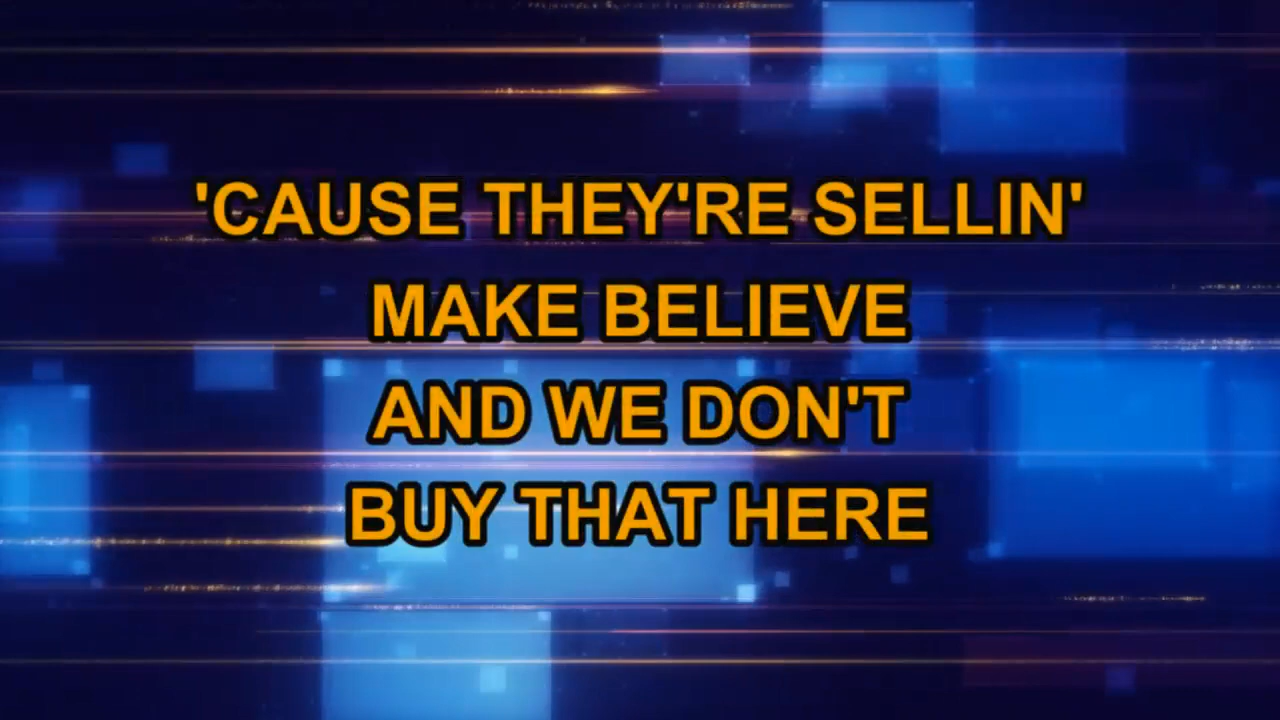 'CAUSE THEY'RE SELLIN'
MAKE BELIEVE
AND WE DON'T
BUY THAT HERE